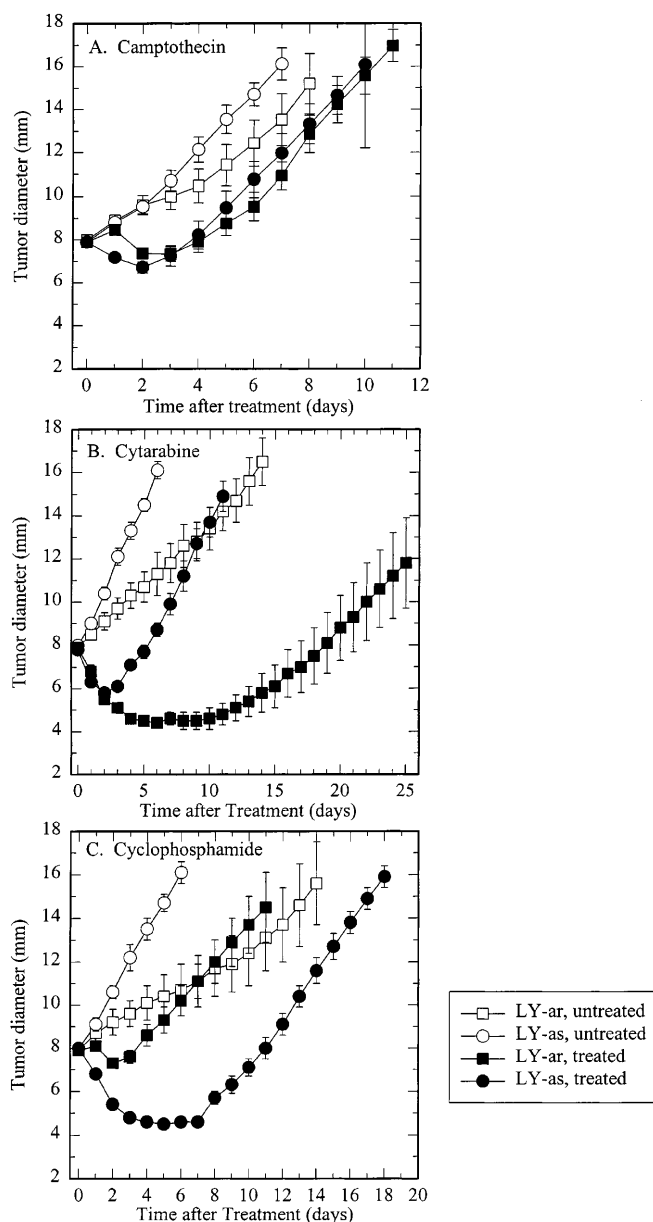 18
A. Camptothecin
16
14
12
10
8
6
4
2
Tumor diameter (mm)
0 2 4 6 8 10 12
Time after treatment (days)
18
B. Cytarabine
16
14
12
10
8
6
4
2
Tumor diameter (mm)
0 5 10 15 20 25
Time after Treatment (days)
18
C. Cyclophosphamide
16
14
12
10
8
6
4
2
Tumor diameter (mm)
0 2 4 6 8 10 12 14 16 18 20
Time after Treatment (days)
LY-ar, untreated
LY-as, untreated
LY-ar, treated
LY-as, treated